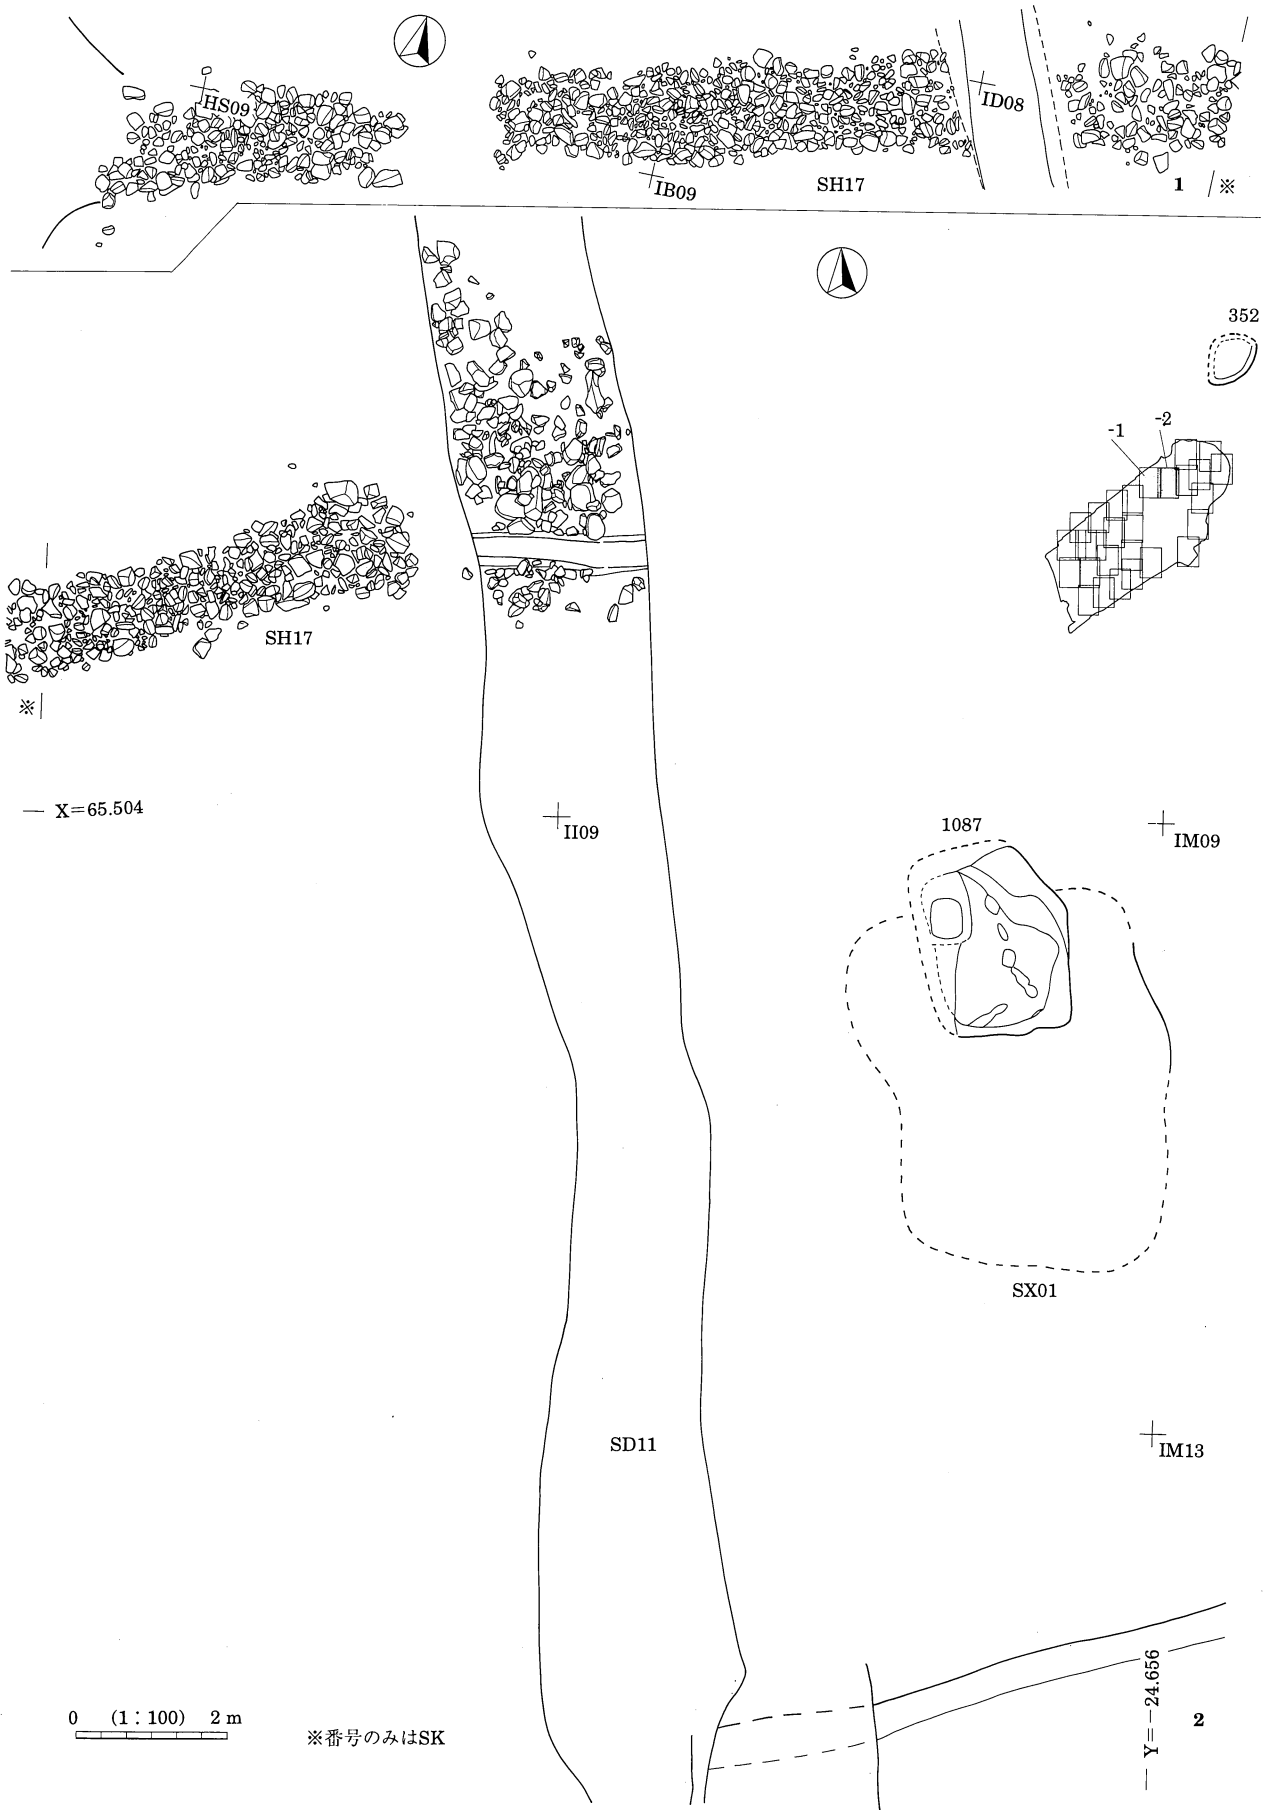 HS09
IB09
SH17
ID08
1
※
352
-1
-2
SH17
※
X=65.504
II09
1087
IM09
SX01
SD11
IM13
0 (1：100) 2 m
※番号のみはSK
Y=-24.656
2